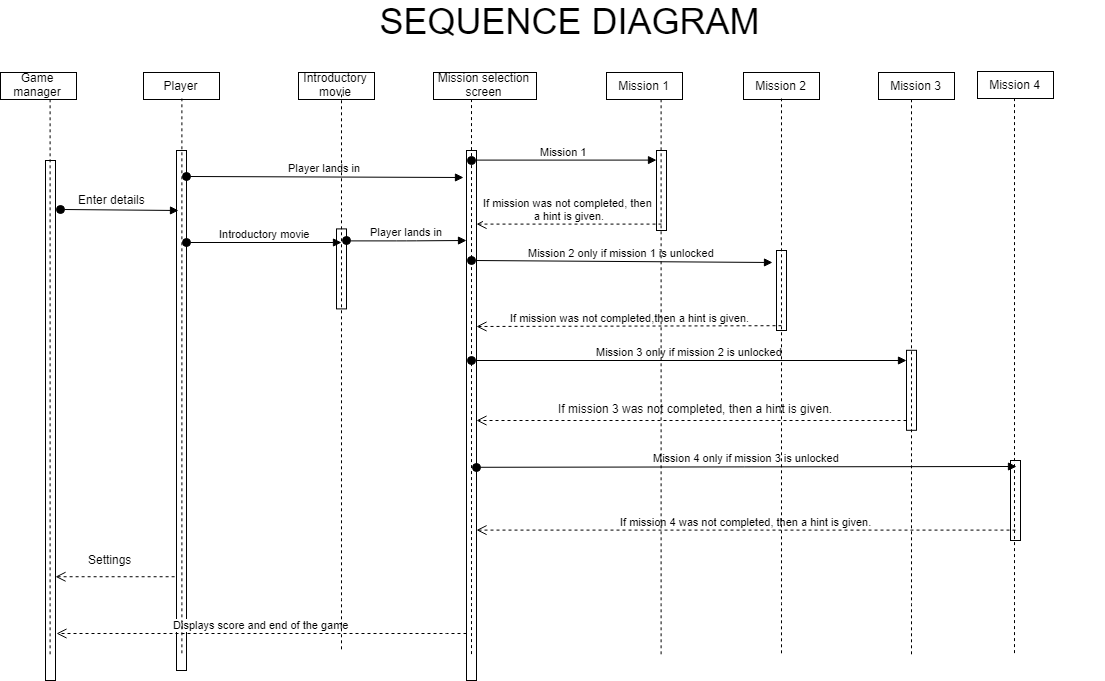 SEQUENCE DIAGRAM
Game
manager
Player
Introductory
movie
Mission selection
screen
Mission 1
Mission 2
Mission 3
Mission 4
Mission 1
Player lands in
Enter details
If mission was not completed, then
a hint is given.
Introductory movie
Player lands in
Mission 2 only if mission 1 is unlocked
If mission was not completed,then a hint is given.
Mission 3 only if mission 2 is unlocked
If mission 3 was not completed, then a hint is given.
Mission 4 only if mission 3 is unlocked
If mission 4 was not completed, then a hint is given.
Settings
Displays score and end of the game